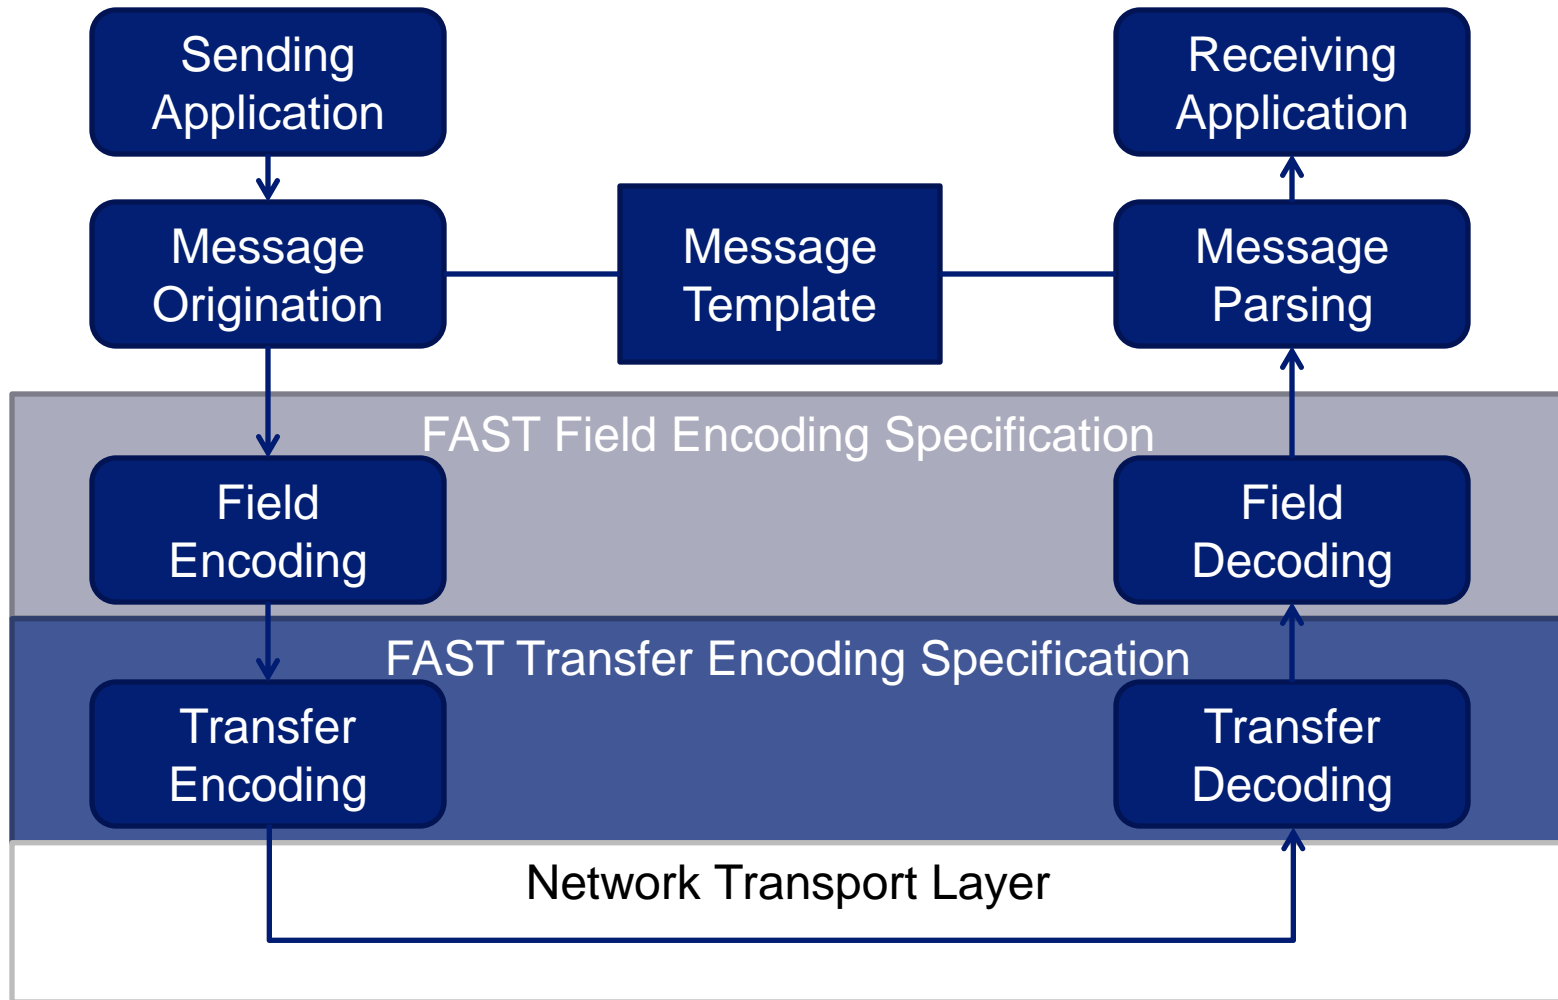 Sending
Application
Receiving
Application
Message
Origination
Message
Template
Message
Parsing
FAST Field Encoding Specification
Field
Encoding
Field
Decoding
FAST Transfer Encoding Specification
Transfer
Encoding
Transfer
Decoding
Network Transport Layer